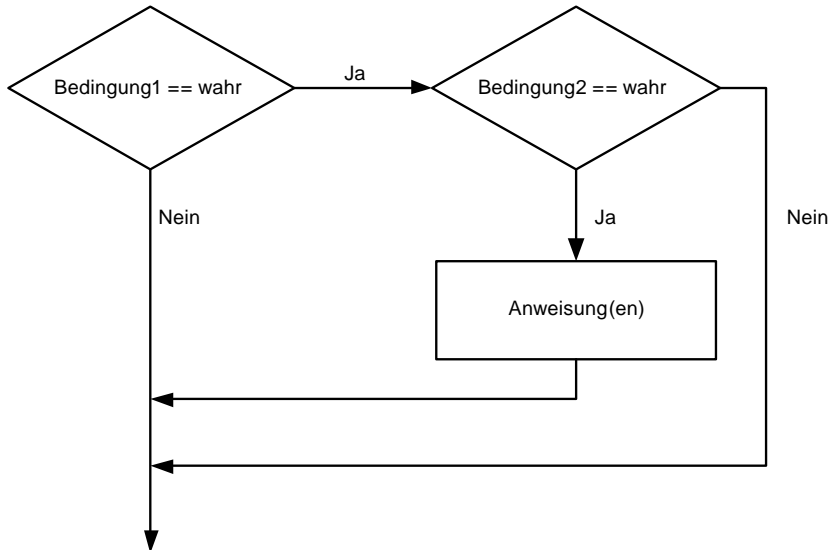 Bedingung1 == wahr
Ja
Bedingung2 == wahr
Nein
Ja
Nein
Anweisung(en)